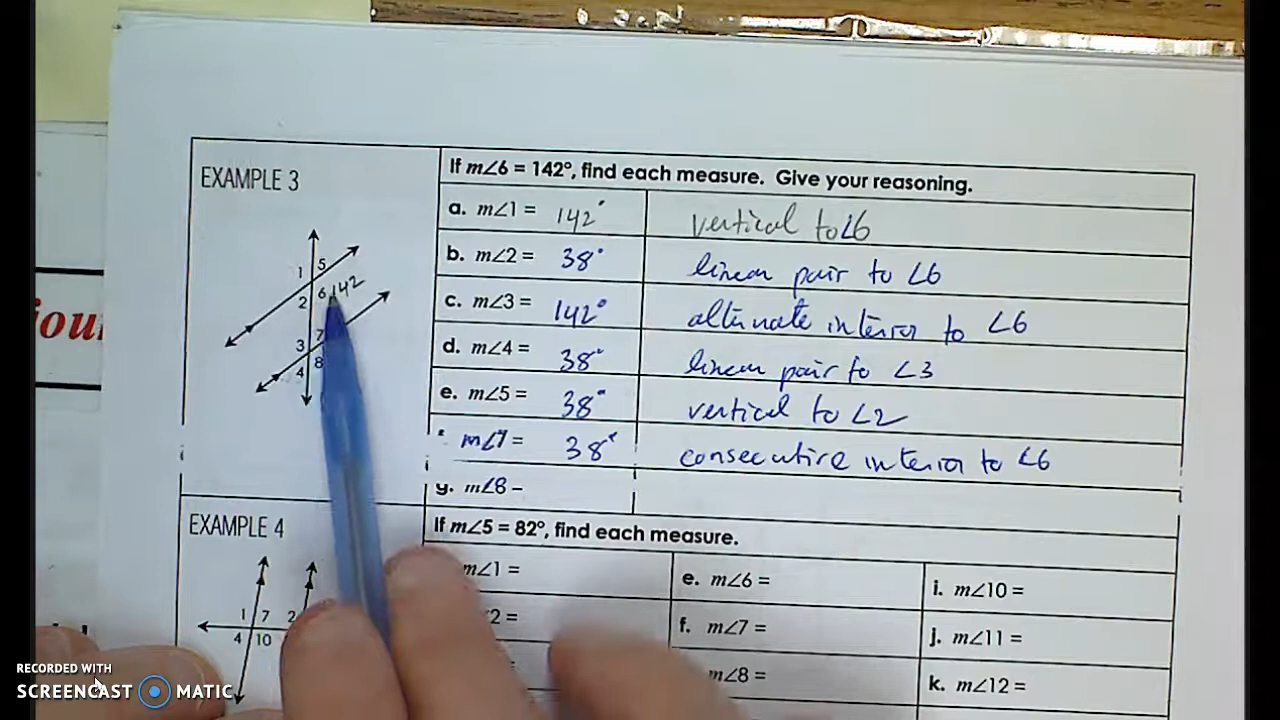 EXAMPLE 3
If m∠6 = 142°, find each measure. Give your reasoning.
a. m∠1 = 142° vertical to ∠6
b. m∠2 = 38° linear pair to ∠6
c. m∠3 = 142° alternate interior to ∠6
d. m∠4 = 38° linear pair to ∠3
e. m∠5 = 38° vertical to ∠2
m∠7 = 38° consecutive interior to ∠6
m∠8
1 5
2 6 142
3 7
4 8
EXAMPLE 4
If m∠5 = 82°, find each measure.
m∠1 = e. m∠6 = i. m∠10 =
2 = f. m∠7 = j. m∠11 =
m∠8 = k. m∠12 =
1 7 2
4 10
RECORDED WITH
SCREENCAST MATIC